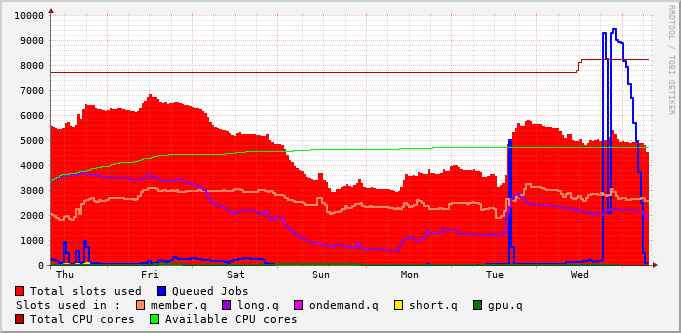 10000
9000
8000
7000
6000
5000
4000
3000
2000
1000
0
Thu Fri Sat Sun Mon Tue Wed
Total slots used Queued Jobs
Slots used in : member.q long.q ondemand.q short.q gpu.q
Total CPU cores Available CPU cores
RRDTOOL / TOBI OETIKER